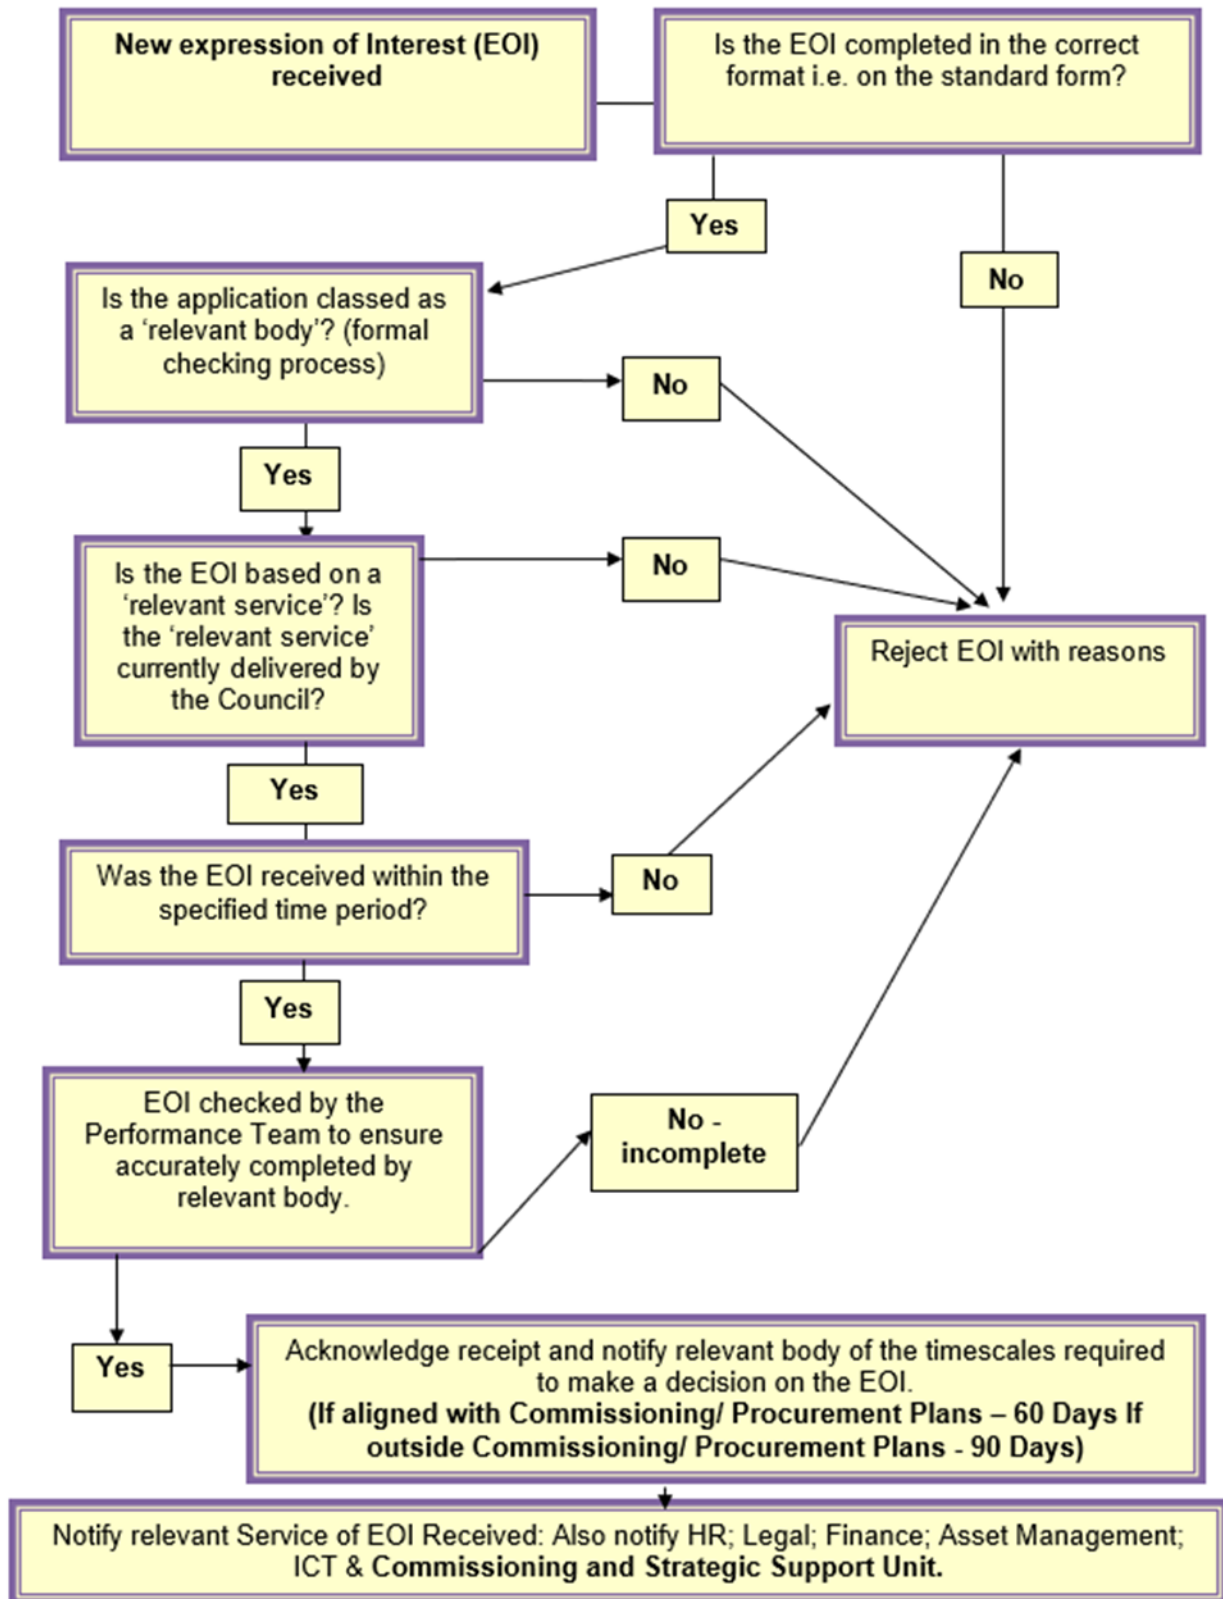 New expression of Interest (EOI)
received
Is the EOI completed in the correct
format i.e. on the standard form?
Yes
No
Is the application classed as
a ‘relevant body’? (formal
checking process)
No
Yes
Is the EOI based on a
‘relevant service’? Is
the ‘relevant service’
currently delivered by
the Council?
No
Reject EOI with reasons
Yes
Was the EOI received within the
specified time period?
No
Yes
EOI checked by the
Performance Team to ensure
accurately completed by
relevant body.
No -
incomplete
Yes
Acknowledge receipt and notify relevant body of the timescales required
to make a decision on the EOI.
(If aligned with Commissioning/ Procurement Plans – 60 Days If
outside Commissioning/ Procurement Plans - 90 Days)
Notify relevant Service of EOI Received: Also notify HR; Legal; Finance; Asset Management;
ICT & Commissioning and Strategic Support Unit.